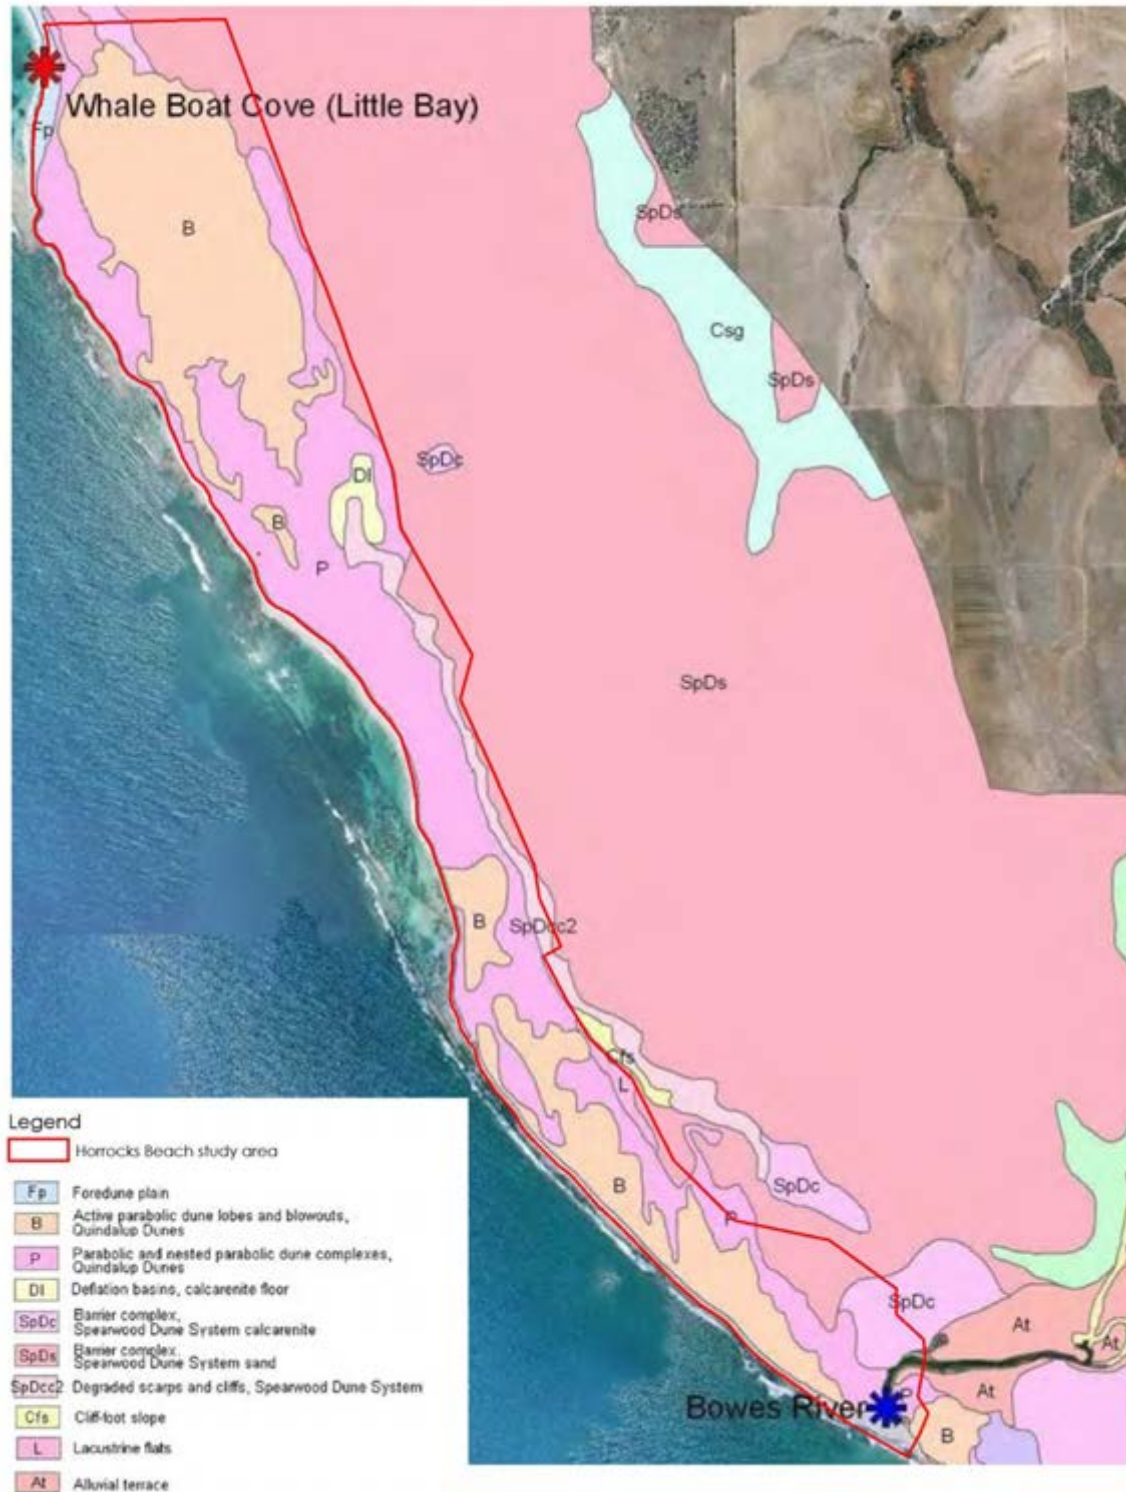 Whale Boat Cove (Little Bay)
Fp
B
SpDs
Csg
SpDs
SpDc
Dl
B
P
SpDs
B
SpDcc2
Cfs
L
B
SpDc
P
SpDc
At
At
At
P
Bowes River
B
Legend
Horrocks Beach study area
Fp Foredune plain
B Active parabolic dune lobes and blowouts,
Quindalup Dunes
P Parabolic and nested parabolic dune complexes,
Quindalup Dunes
Dl Deflation basins, calcarenite floor
SpDc Barrier complex,
Spearwood Dune System calcarenite
SpDs Barrier complex,
Spearwood Dune System sand
SpDcc2 Degraded scarps and cliffs, Spearwood Dune System
Cfs Cliff-foot slope
L Lacustrine flats
At Alluvial terrace